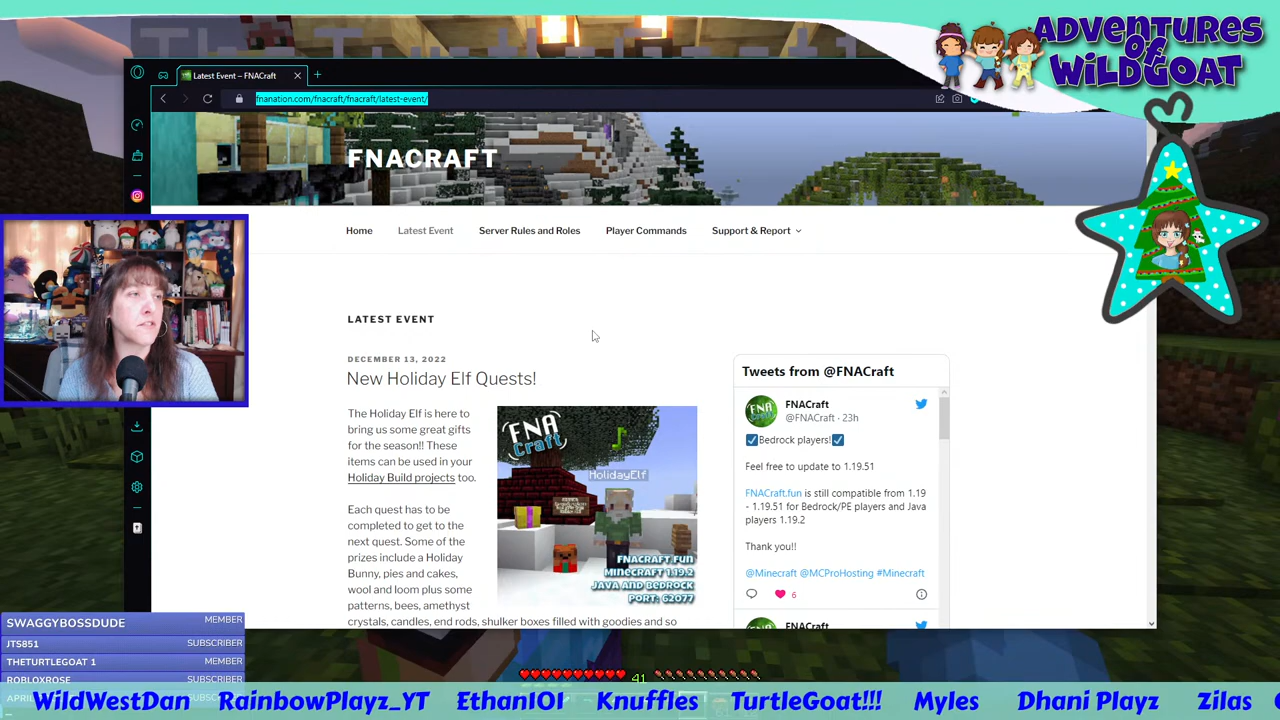 ADVENTURES
OF
WILDGOAT
Latest Event – FNACraft
fnanation.com/fnacraft/fnacraft/latest-event/
FNACRAFT
Home
Latest Event
Server Rules and Roles
Player Commands
Support & Report
LATEST EVENT
DECEMBER 13, 2022
New Holiday Elf Quests!
The Holiday Elf is here to
bring us some great gifts
for the season!! These
items can be used in your
Holiday Build projects too.
Each quest has to be
completed to get to the
next quest. Some of the
prizes include a Holiday
Bunny, pies and cakes,
wool and loom plus some
patterns, bees, amethyst
crystals, candles, end rods, shulker boxes filled with goodies and so
FNA
Craft
HolidayElf
FNACRAFT.FUN
MINECRAFT 1.19.2
JAVA AND BEDROCK
PORT: 62077
Tweets from @FNACraft
FNACraft
@FNACraft · 23h
☑Bedrock players!☑
Feel free to update to 1.19.51
FNACraft.fun is still compatible from 1.19
- 1.19.51 for Bedrock/PE players and Java
players 1.19.2
Thank you!!
@Minecraft @MCProHosting #Minecraft
6
FNACraft
SWAGGYBOSSDUDE MEMBER
JTS851 SUBSCRIBER
THETURTLEGOAT 1 MEMBER
ROBLOXROSE
41
WildWestDan RainbowPlayz_YT Ethan101 Knuffles TurtleGoat!!! Myles Dhani Playz Zilas